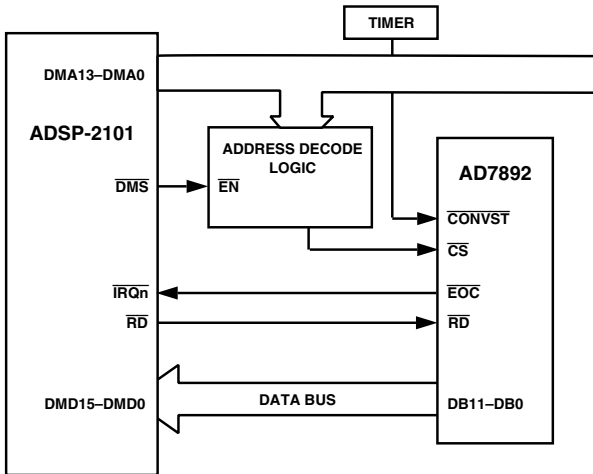 TIMER
DMA13–DMA0
ADSP-2101
ADDRESS DECODE
LOGIC
AD7892
DMS
EN
CONVST
CS
IRQn
EOC
RD
RD
DMD15–DMD0
DATA BUS
DB11–DB0